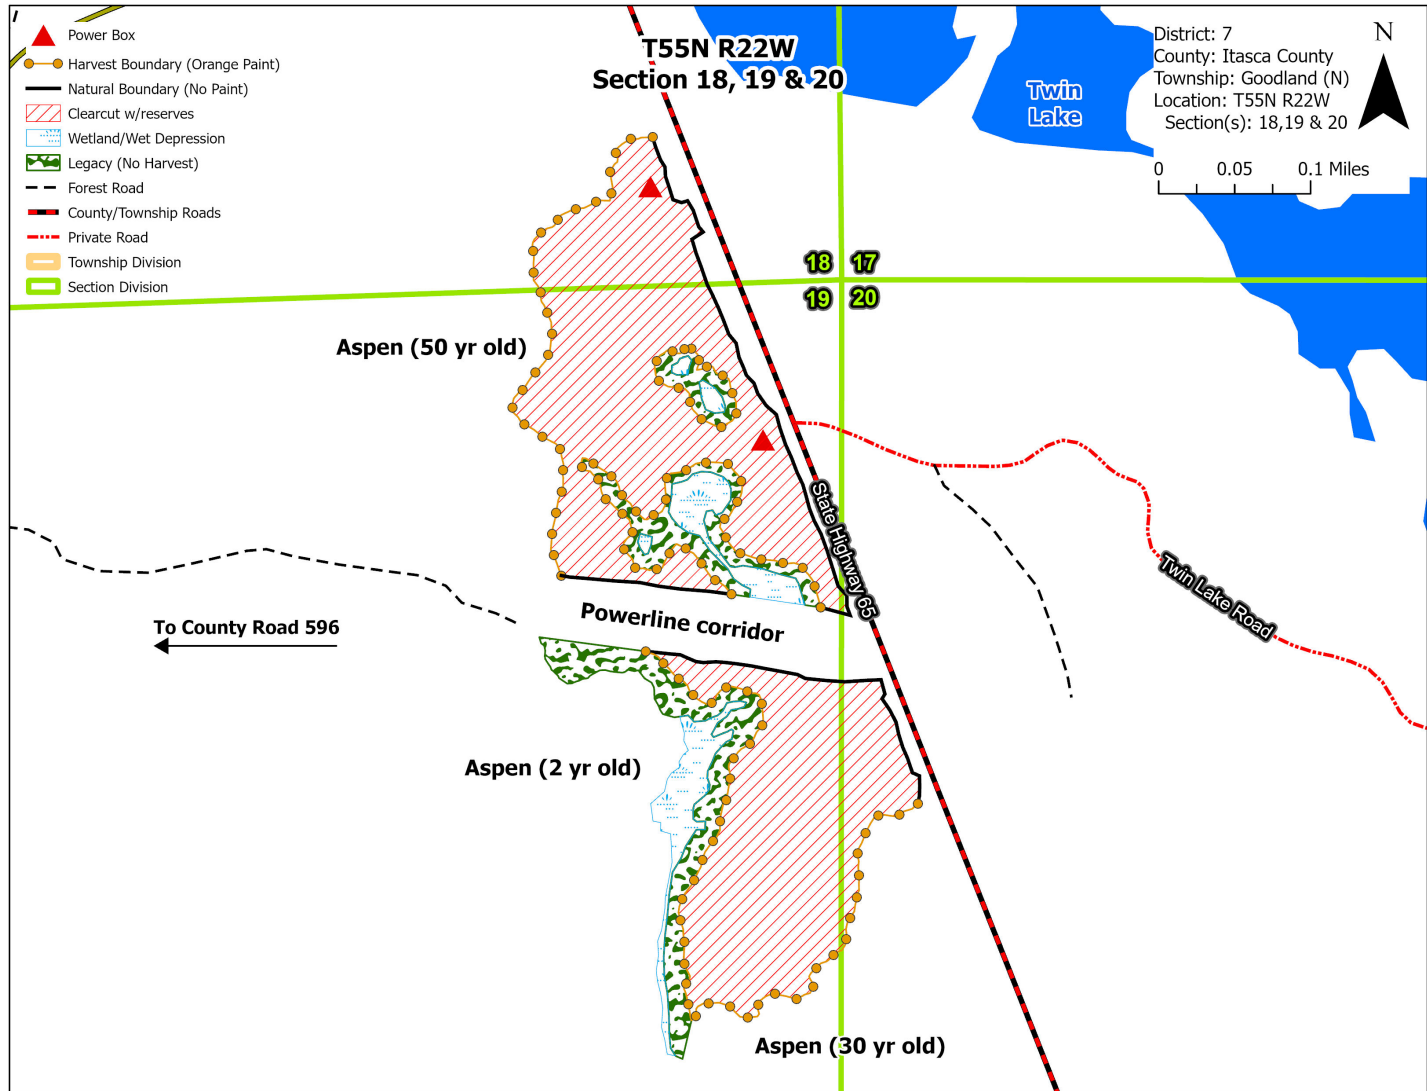 Power Box
Harvest Boundary (Orange Paint)
Natural Boundary (No Paint)
Clearcut w/reserves
Wetland/Wet Depression
Legacy (No Harvest)
Forest Road
County/Township Roads
Private Road
Township Division
Section Division
T55N R22W
Section 18, 19 & 20
Twin
Lake
District: 7
County: Itasca County
Township: Goodland (N)
Location: T55N R22W
Section(s): 18,19 & 20
N
0 0.05 0.1 Miles
18 17
19 20
Aspen (50 yr old)
State Highway 65
Twin Lake Road
Powerline corridor
To County Road 596
Aspen (2 yr old)
Aspen (30 yr old)